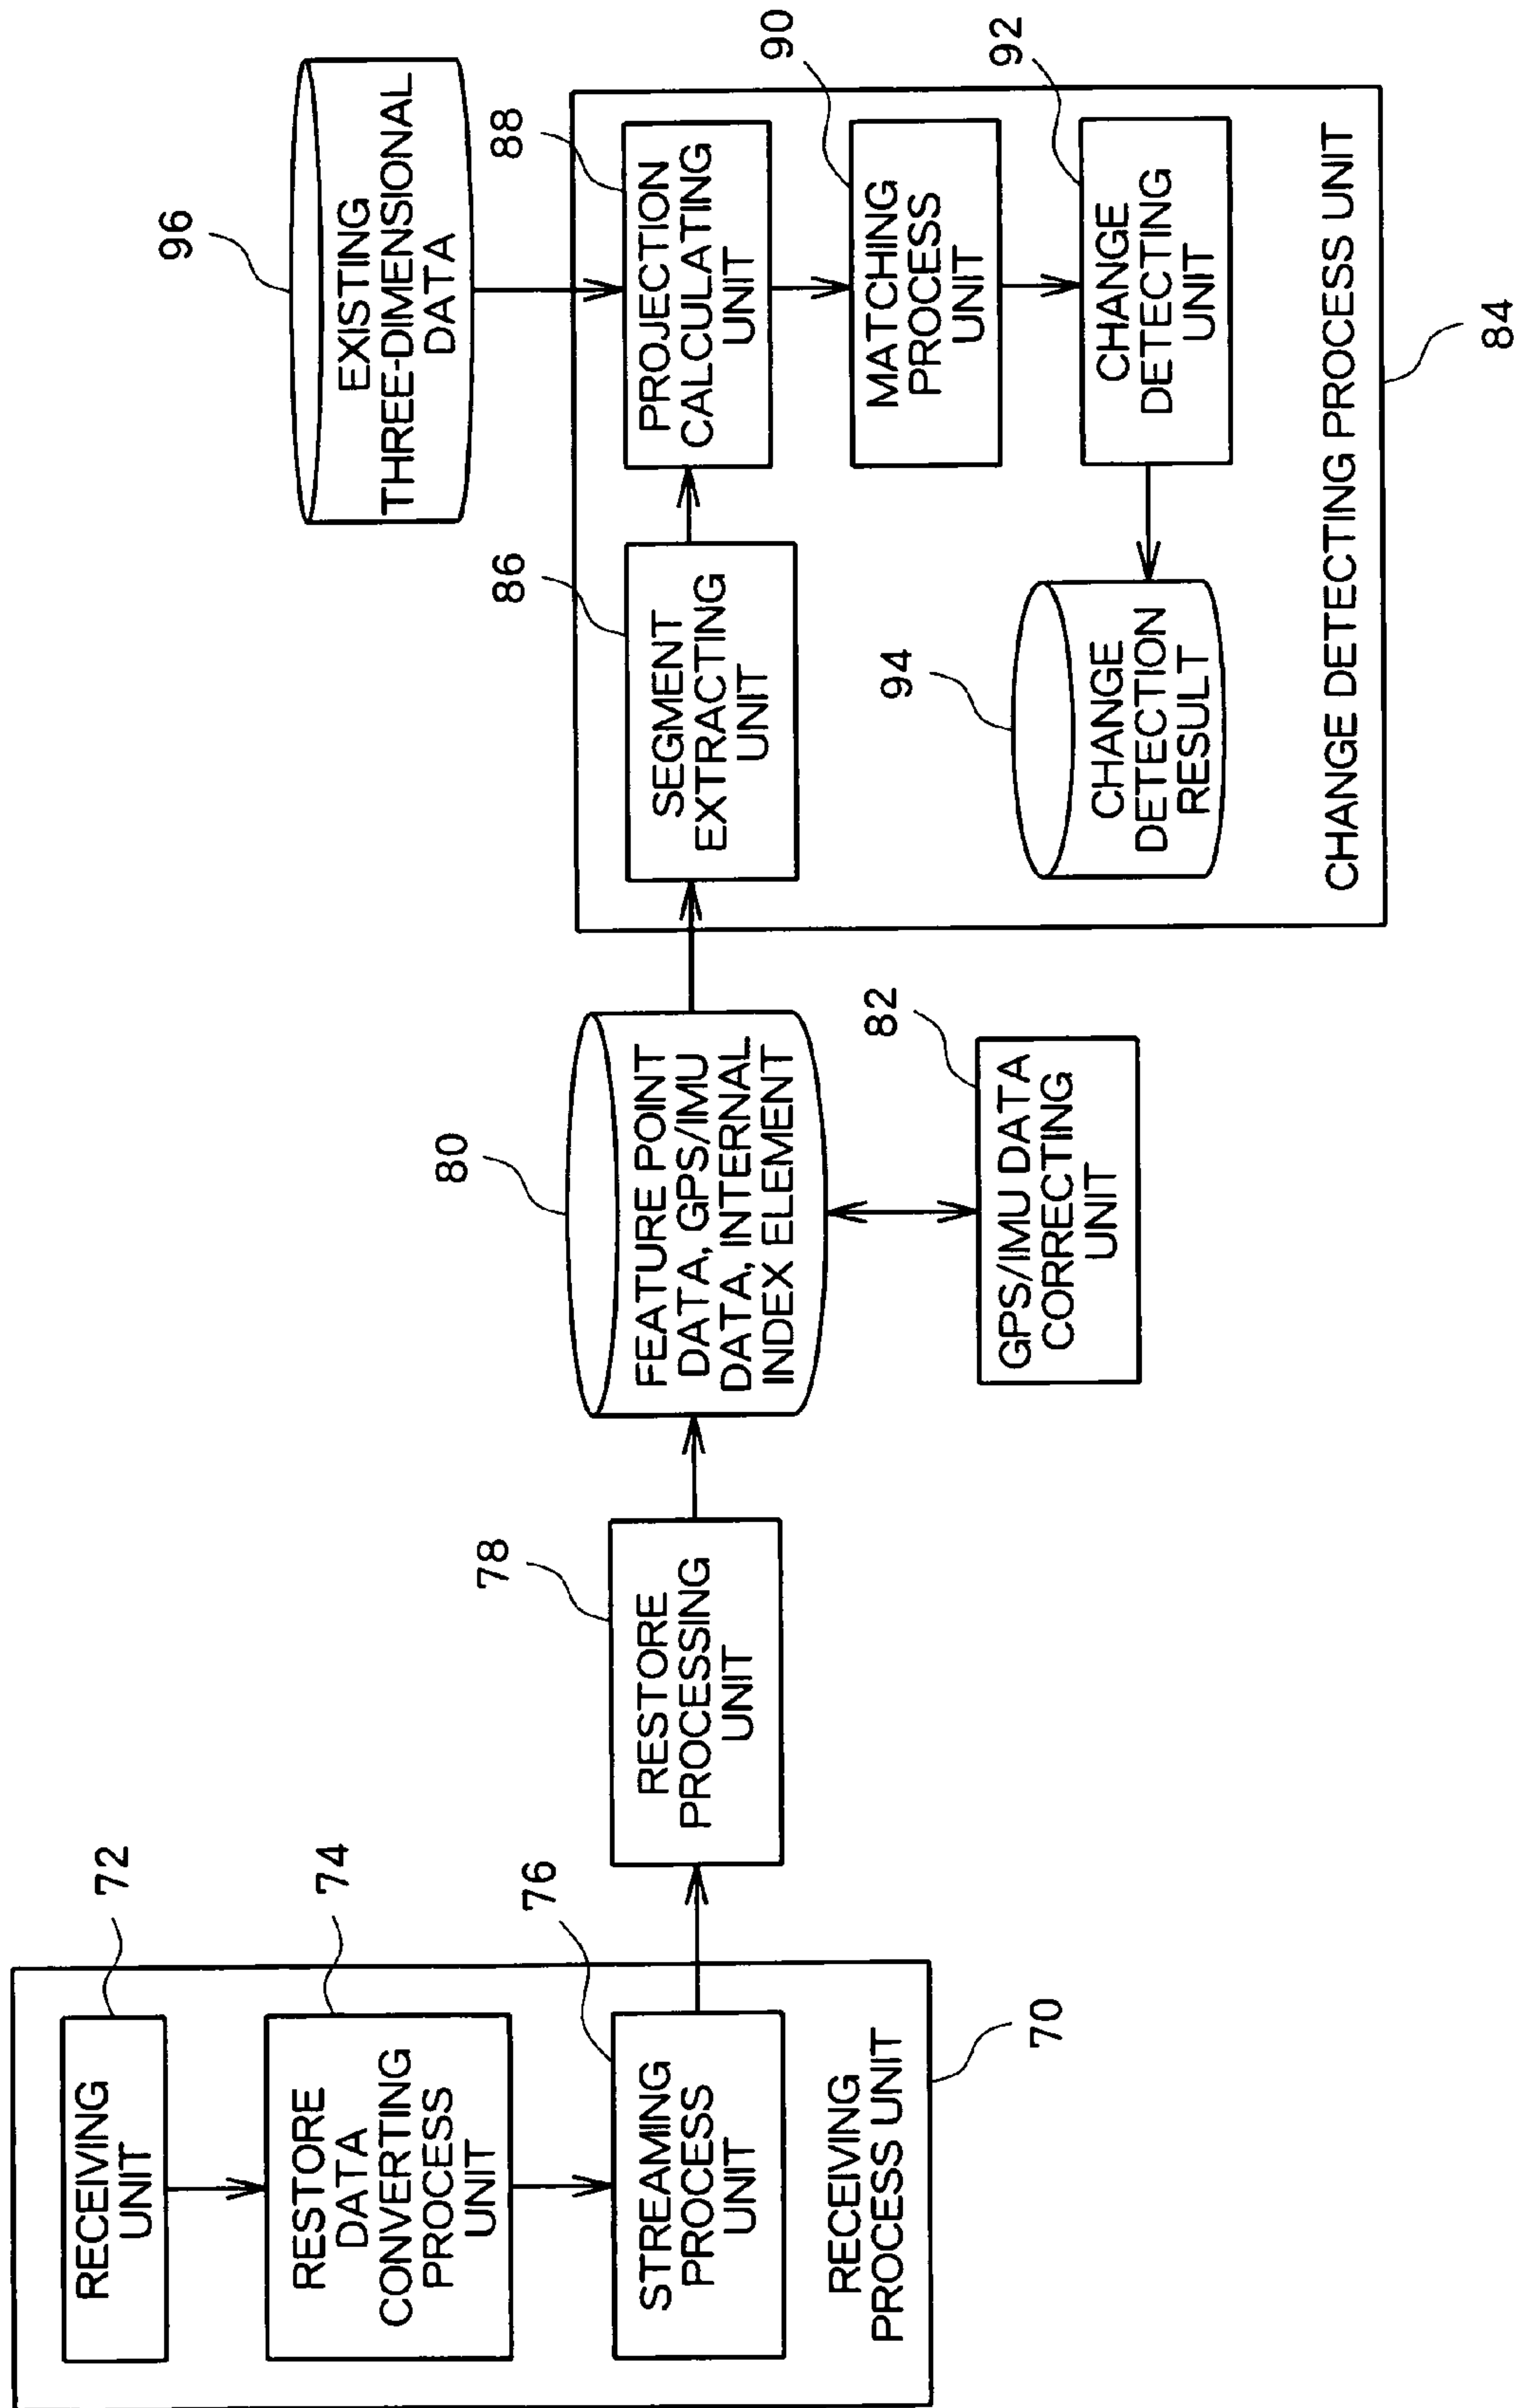 72
RECEIVING
UNIT
74
RESTORE
DATA
CONVERTING
PROCESS
UNIT
76
STREAMING
PROCESS
UNIT
RECEIVING
PROCESS UNIT
70
78
RESTORE
PROCESSING
UNIT
80
FEATURE POINT
DATA, GPS/IMU
DATA, INTERNAL
INDEX ELEMENT
82
GPS/IMU DATA
CORRECTING
UNIT
96
EXISTING
THREE-DIMENSIONAL
DATA
86
SEGMENT
EXTRACTING
UNIT
88
PROJECTION
CALCULATING
UNIT
90
MATCHING
PROCESS
UNIT
92
CHANGE
DETECTING
UNIT
94
CHANGE
DETECTION
RESULT
CHANGE DETECTING PROCESS UNIT
84